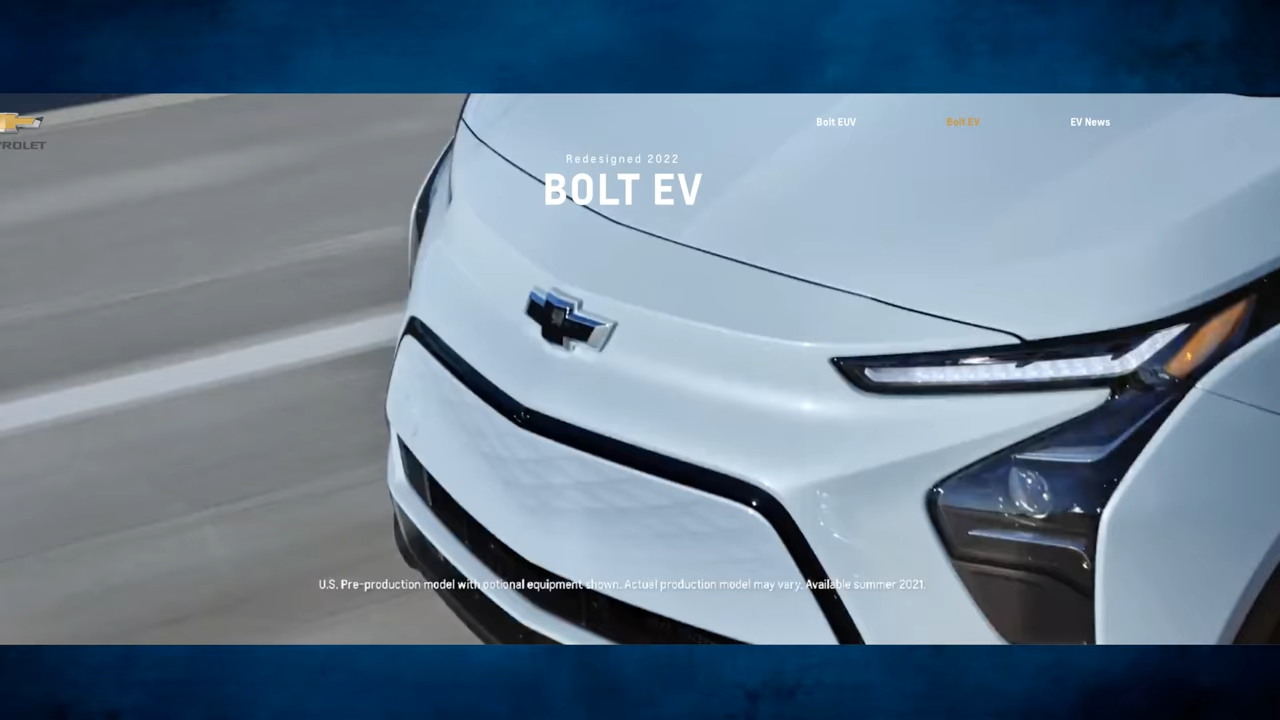 VROLET
Bolt EUV
Bolt EV
EV News
Redesigned 2022
BOLT EV
U.S. Pre-production model with optional equipment shown. Actual production model may vary. Available summer 2021.